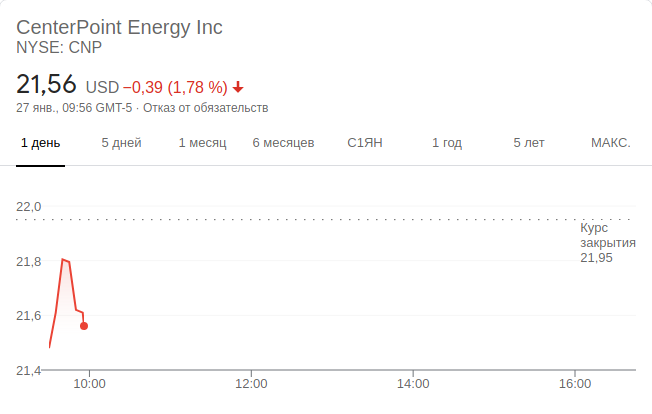 CenterPoint Energy Inc
NYSE: CNP
21,56 USD −0,39 (1,78 %)
27 янв., 09:56 GMT-5 · Отказ от обязательств
1 день 5 дней 1 месяц 6 месяцев С1ЯН 1 год 5 лет МАКС.
22,0
Курс
закрытия
21,95
21,8
21,6
21,4
10:00 12:00 14:00 16:00